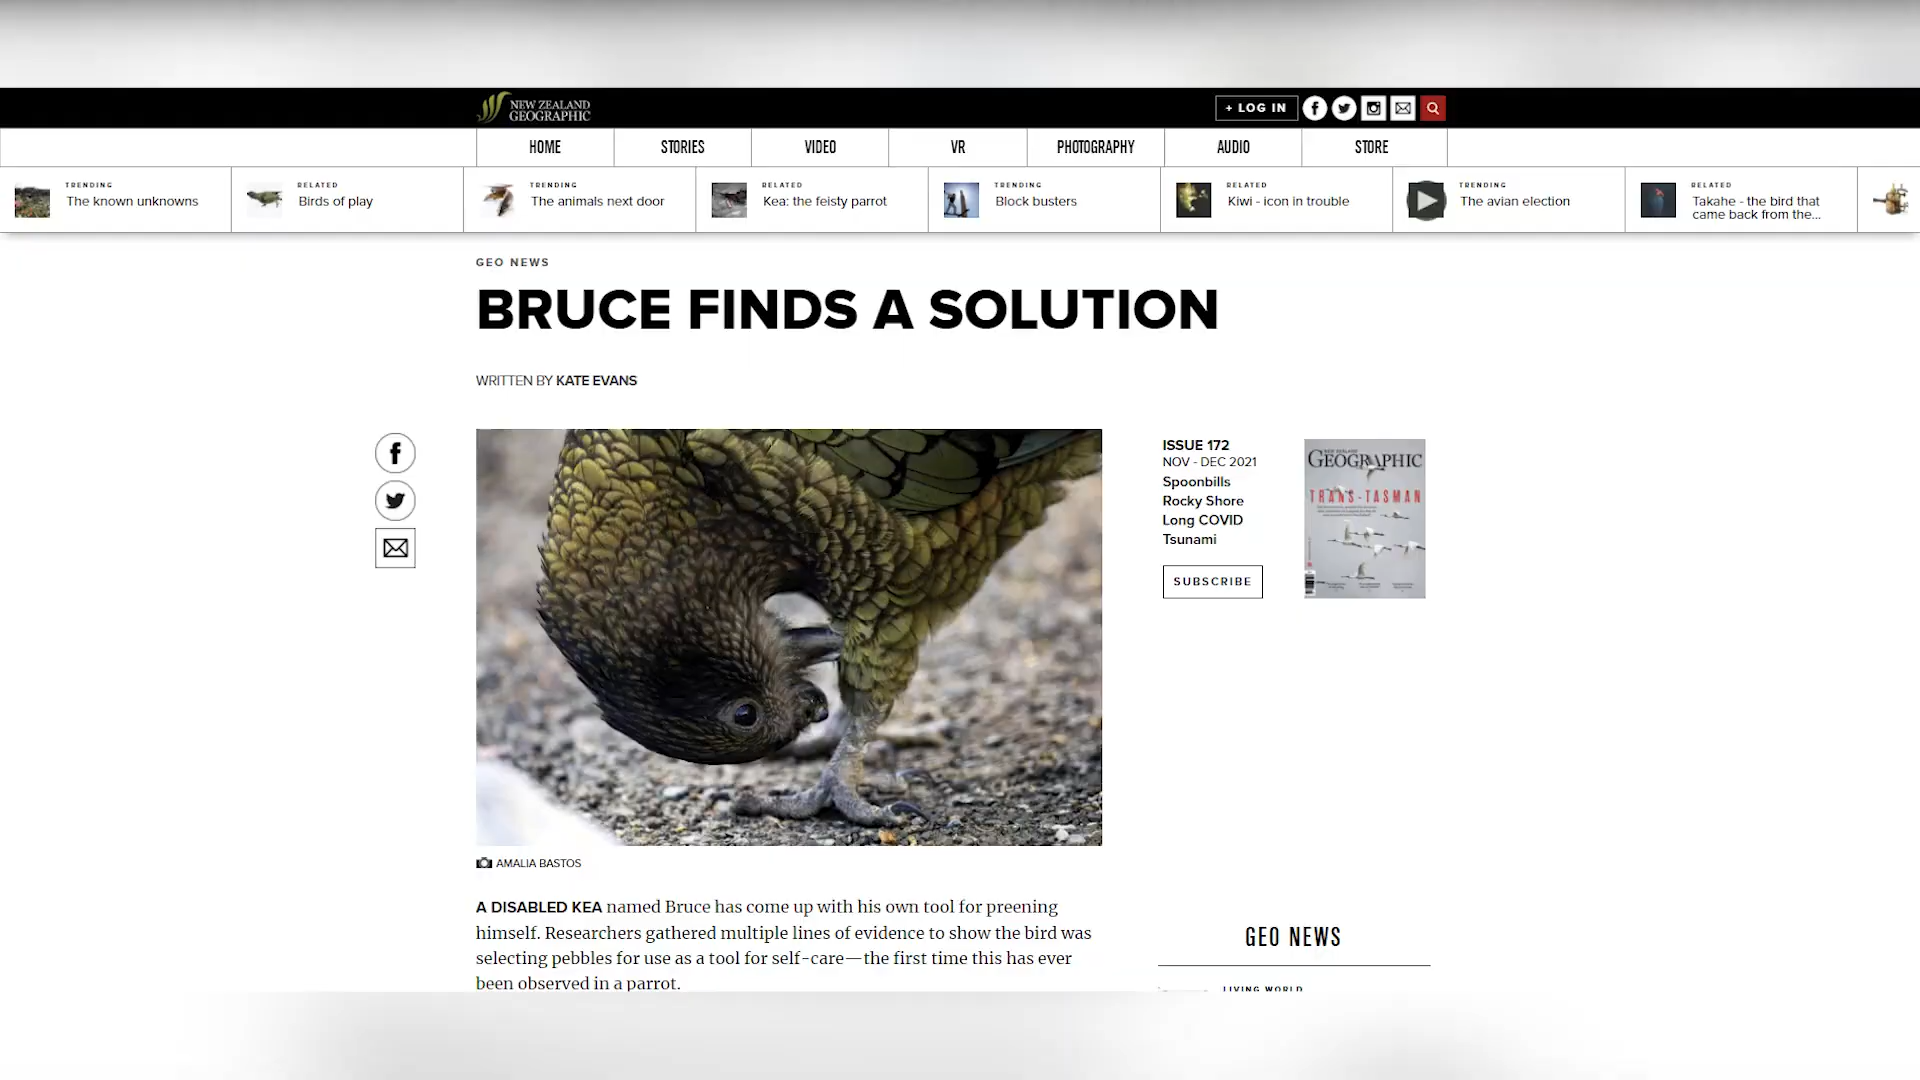 NEW ZEALAND
GEOGRAPHIC
+ LOG IN
HOME
STORIES
VIDEO
VR
PHOTOGRAPHY
AUDIO
STORE
TRENDING
The known unknowns
RELATED
Birds of play
TRENDING
The animals next door
RELATED
Kea: the feisty parrot
TRENDING
Block busters
RELATED
Kiwi - icon in trouble
TRENDING
The avian election
RELATED
Takahe - the bird that
came back from the...
GEO NEWS
BRUCE FINDS A SOLUTION
WRITTEN BY KATE EVANS
ISSUE 172
NOV - DEC 2021
Spoonbills
Rocky Shore
Long COVID
Tsunami
SUBSCRIBE
NEW ZEALAND
GEOGRAPHIC
TRANS-TASMAN
AMALIA BASTOS
A DISABLED KEA named Bruce has come up with his own tool for preening
himself. Researchers gathered multiple lines of evidence to show the bird was
selecting pebbles for use as a tool for self-care—the first time this has ever
been observed in a parrot.
GEO NEWS
LIVING WORLD